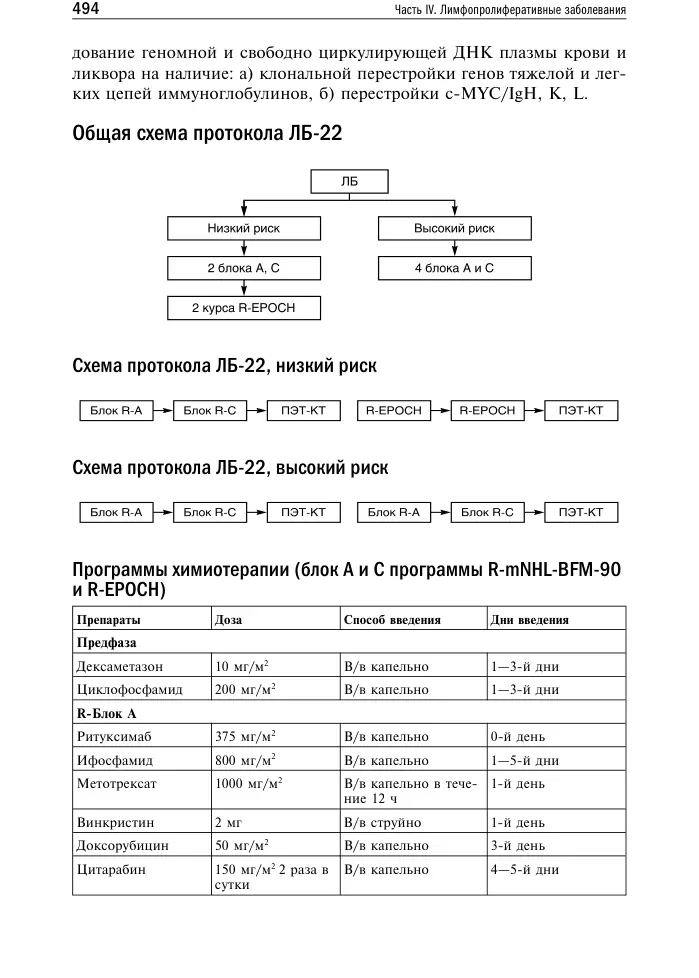 494
Часть IV. Лимфопролиферативные заболевания
дование геномной и свободно циркулирующей ДНК плазмы крови и
ликвора на наличие: а) клональной перестройки генов тяжелой и лег-
ких цепей иммуноглобулинов, б) перестройки c-MYC/IgH, K, L.
Общая схема протокола ЛБ-22
ЛБ
Низкий риск
Высокий риск
2 блока А, С
4 блока А и С
2 курса R-EPOCH
Схема протокола ЛБ-22, низкий риск
Блок R-A
Блок R-C
ПЭТ-КТ
R-EPOCH
R-EPOCH
ПЭТ-КТ
Схема протокола ЛБ-22, высокий риск
Блок R-A
Блок R-C
ПЭТ-КТ
Блок R-A
Блок R-C
ПЭТ-КТ
Программы химиотерапии (блок А и С программы R-mNHL-BFM-90
и R-EPOCH)
Препараты Доза Способ введения Дни введения
Предфаза
Дексаметазон 10 мг/м² В/в капельно 1—3-й дни
Циклофосфамид 200 мг/м² В/в капельно 1—3-й дни
R-Блок А
Ритуксимаб 375 мг/м² В/в капельно 0-й день
Ифосфамид 800 мг/м² В/в капельно 1—5-й дни
Метотрексат 1000 мг/м² В/в капельно в тече- 1-й день
ние 12 ч
Винкристин 2 мг В/в струйно 1-й день
Доксорубицин 50 мг/м² В/в капельно 3-й день
Цитарабин 150 мг/м² 2 раза в В/в капельно 4—5-й дни
сутки